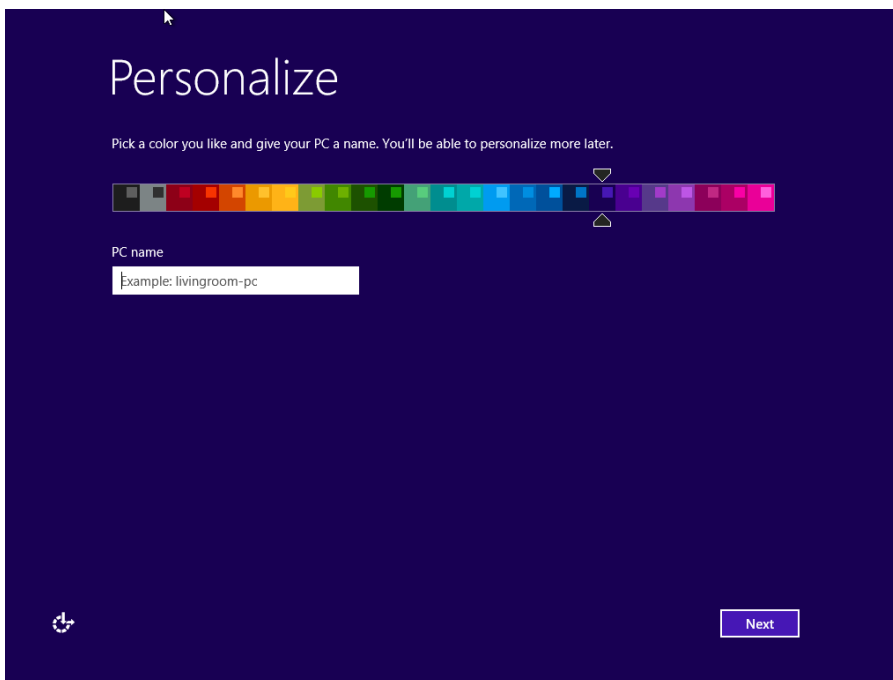 Personalize
Pick a color you like and give your PC a name. You'll be able to personalize more later.
PC name
Example: livingroom-pc
Next